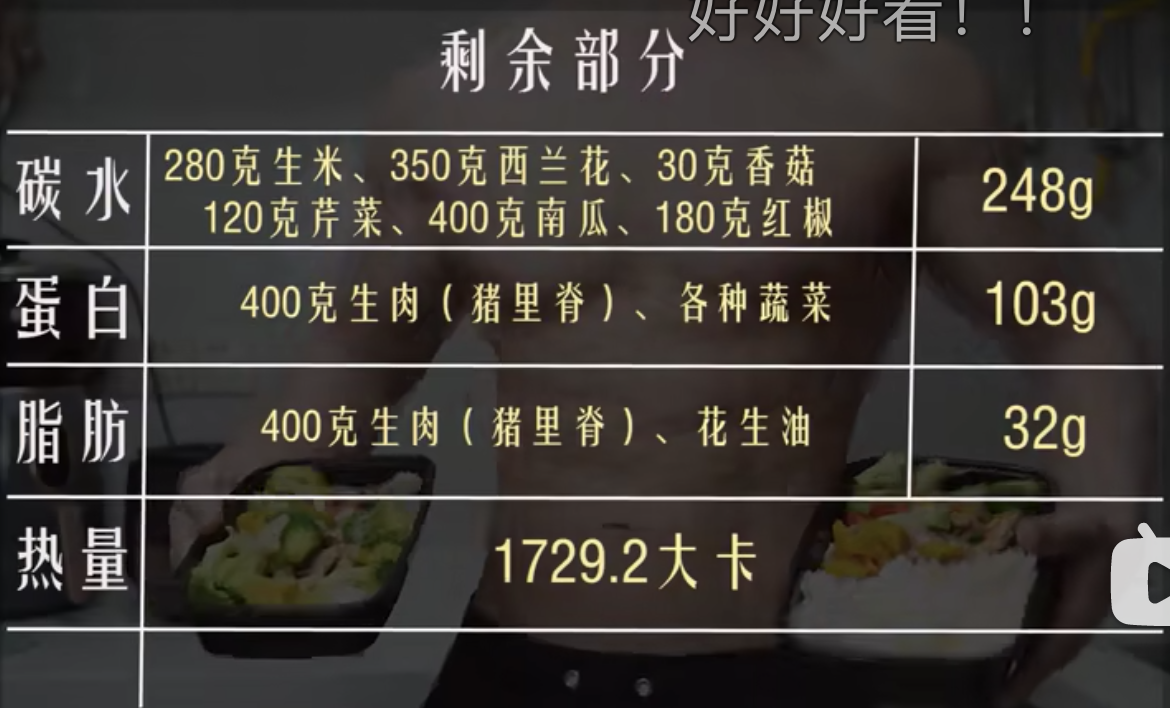 好好好看！！
剩余部分
碳水
280克生米、350克西兰花、30克香菇
120克芹菜、400克南瓜、180克红椒
248g
蛋白
400克生肉（猪里脊）、各种蔬菜
103g
脂肪
400克生肉（猪里脊）、花生油
32g
热量
1729.2大卡